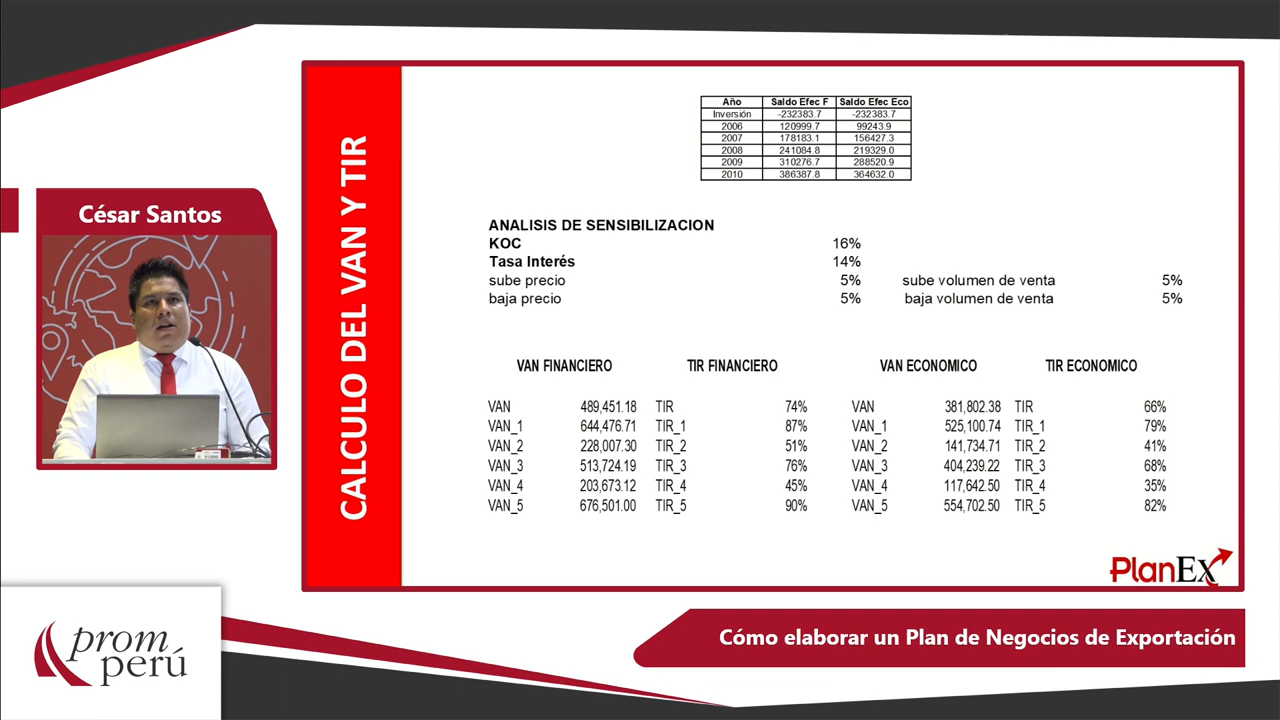 César Santos
CALCULO DEL VAN Y TIR
Año Saldo Efec F Saldo Efec Eco
Inversión -232383.7 -232383.7
2006 120999.7 99243.9
2007 178183.1 156427.3
2008 241084.8 219329.0
2009 310276.7 288520.9
2010 386387.8 364632.0
ANALISIS DE SENSIBILIZACION
KOC 16%
Tasa Interés 14%
sube precio 5% sube volumen de venta 5%
baja precio 5% baja volumen de venta 5%
VAN FINANCIERO TIR FINANCIERO VAN ECONOMICO TIR ECONOMICO
VAN 489,451.18 TIR 74% VAN 381,802.38 TIR 66%
VAN_1 644,476.71 TIR_1 87% VAN_1 525,100.74 TIR_1 79%
VAN_2 228,007.30 TIR_2 51% VAN_2 141,734.71 TIR_2 41%
VAN_3 513,724.19 TIR_3 76% VAN_3 404,239.22 TIR_3 68%
VAN_4 203,673.12 TIR_4 45% VAN_4 117,642.50 TIR_4 35%
VAN_5 676,501.00 TIR_5 90% VAN_5 554,702.50 TIR_5 82%
PlanEx
Cómo elaborar un Plan de Negocios de Exportación
prom
perú